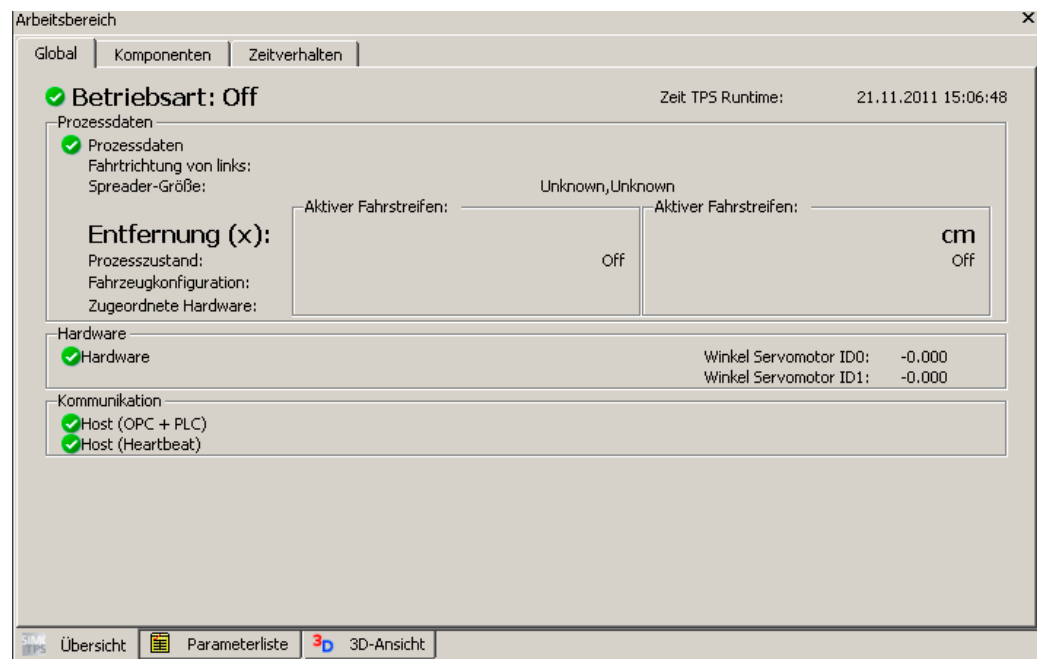 Arbeitsbereich
Global Komponenten Zeitverhalten
Betriebsart: Off Zeit TPS Runtime: 21.11.2011 15:06:48
Prozessdaten
Prozessdaten
Fahrtrichtung von links:
Spreader-Größe: Unknown,Unknown
Aktiver Fahrstreifen: Aktiver Fahrstreifen:
Entfernung (x): cm
Prozesszustand: Off Off
Fahrzeugkonfiguration:
Zugeordnete Hardware:
Hardware
Hardware Winkel Servomotor ID0: -0.000
Winkel Servomotor ID1: -0.000
Kommunikation
Host (OPC + PLC)
Host (Heartbeat)
Übersicht Parameterliste 3D 3D-Ansicht